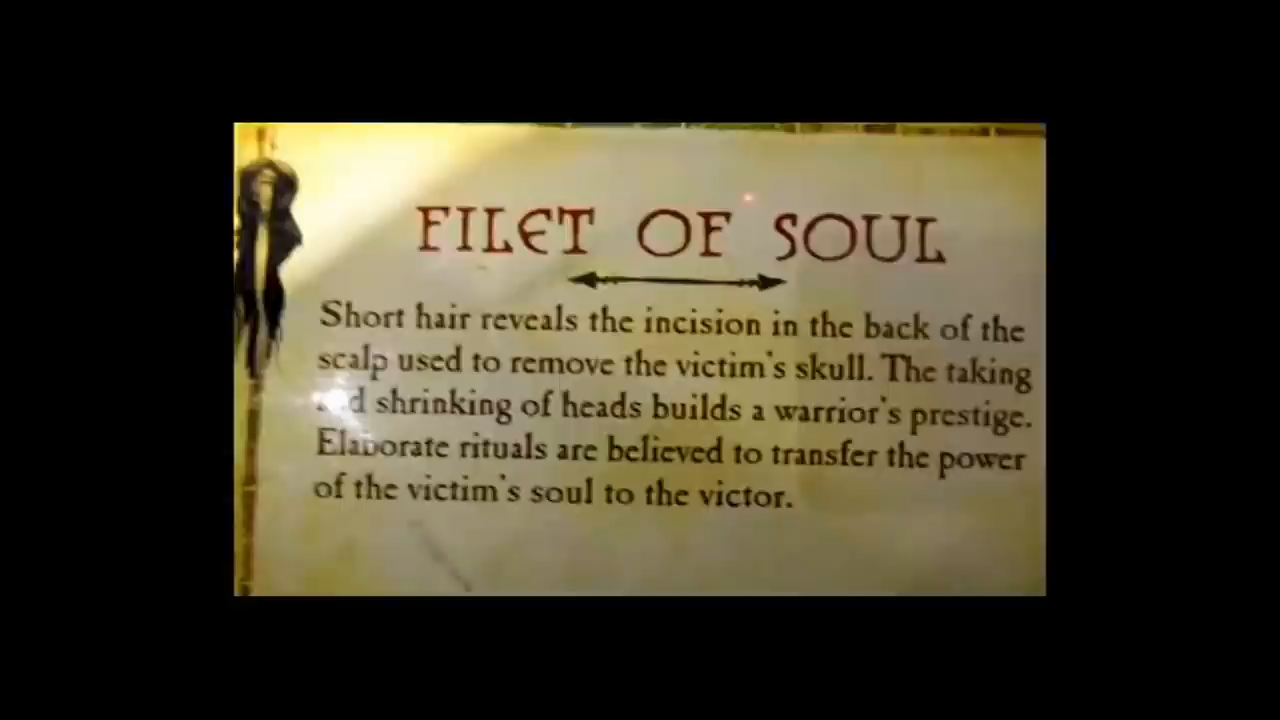 FILET OF SOUL
Short hair reveals the incision in the back of the
scalp used to remove the victim's skull. The taking
and shrinking of heads builds a warrior's prestige.
Elaborate rituals are believed to transfer the power
of the victim's soul to the victor.